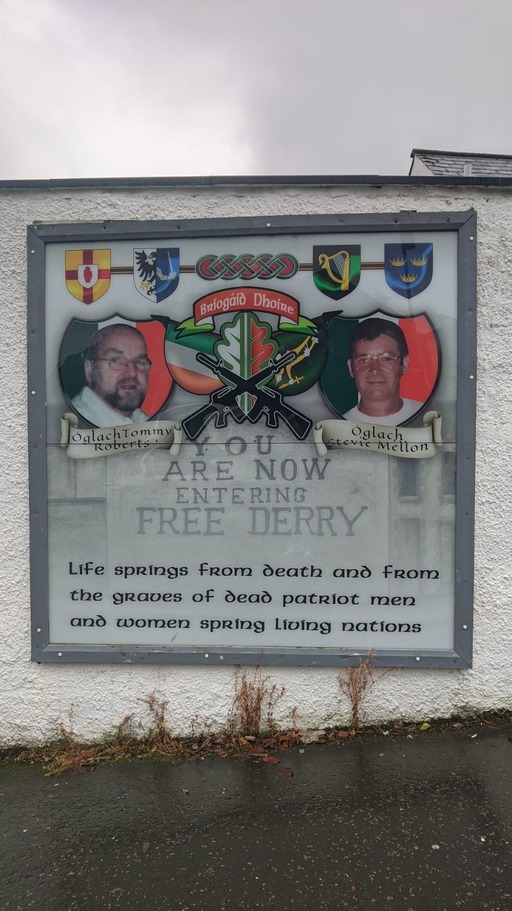 Briogáid Dhoire
Óglach Tommy
Roberts
Óglach
Stevie Mellon
YOU
ARE NOW
ENTERING
FREE DERRY
Life springs from death and from
the graves of dead patriot men
and women spring living nations